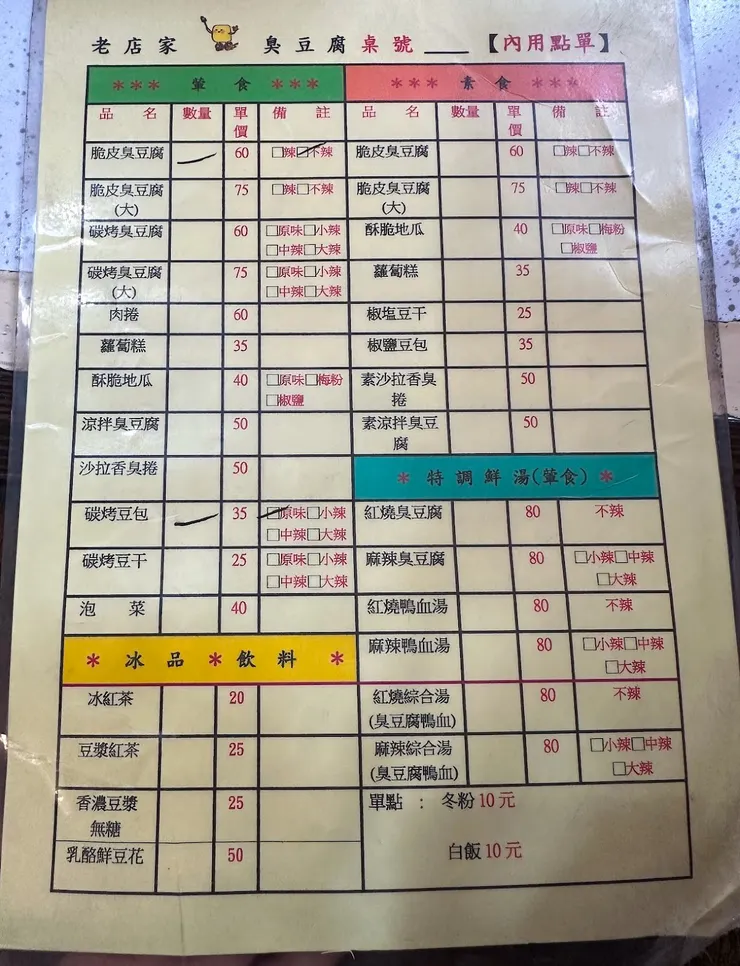 老店家 臭豆腐 桌號 ____ 【內用點單】
*** 葷食 ***
品 名 數量 單價 備 註
脆皮臭豆腐 60 □辣□不辣
脆皮臭豆腐(大) 75 □辣□不辣
碳烤臭豆腐 60 □原味□小辣
□中辣□大辣
碳烤臭豆腐(大) 75 □原味□小辣
□中辣□大辣
肉捲 60
蘿蔔糕 35
酥脆地瓜 40 □原味□梅粉
□椒鹽
涼拌臭豆腐 50
沙拉香臭捲 50
碳烤豆包 35 □原味□小辣
□中辣□大辣
碳烤豆干 25 □原味□小辣
□中辣□大辣
泡 菜 40
* 冰品 * 飲料 *
冰紅茶 20
豆漿紅茶 25
香濃豆漿 25
無糖
乳酪鮮豆花 50
*** 素食 ***
品 名 數量 單價 備 註
脆皮臭豆腐 60 □辣□不辣
脆皮臭豆腐(大) 75 □辣□不辣
酥脆地瓜 40 □原味□梅粉
□椒鹽
蘿蔔糕 35
椒塩豆干 25
椒鹽豆包 35
素沙拉香臭捲 50
素涼拌臭豆腐 50
* 特調鮮湯(葷食) *
紅燒臭豆腐 80 不辣
麻辣臭豆腐 80 □小辣□中辣
□大辣
紅燒鴨血湯 80 不辣
麻辣鴨血湯 80 □小辣□中辣
□大辣
紅燒綜合湯 80 不辣
(臭豆腐鴨血)
麻辣綜合湯 80 □小辣□中辣
(臭豆腐鴨血) □大辣
單點 : 冬粉10元
白飯10元